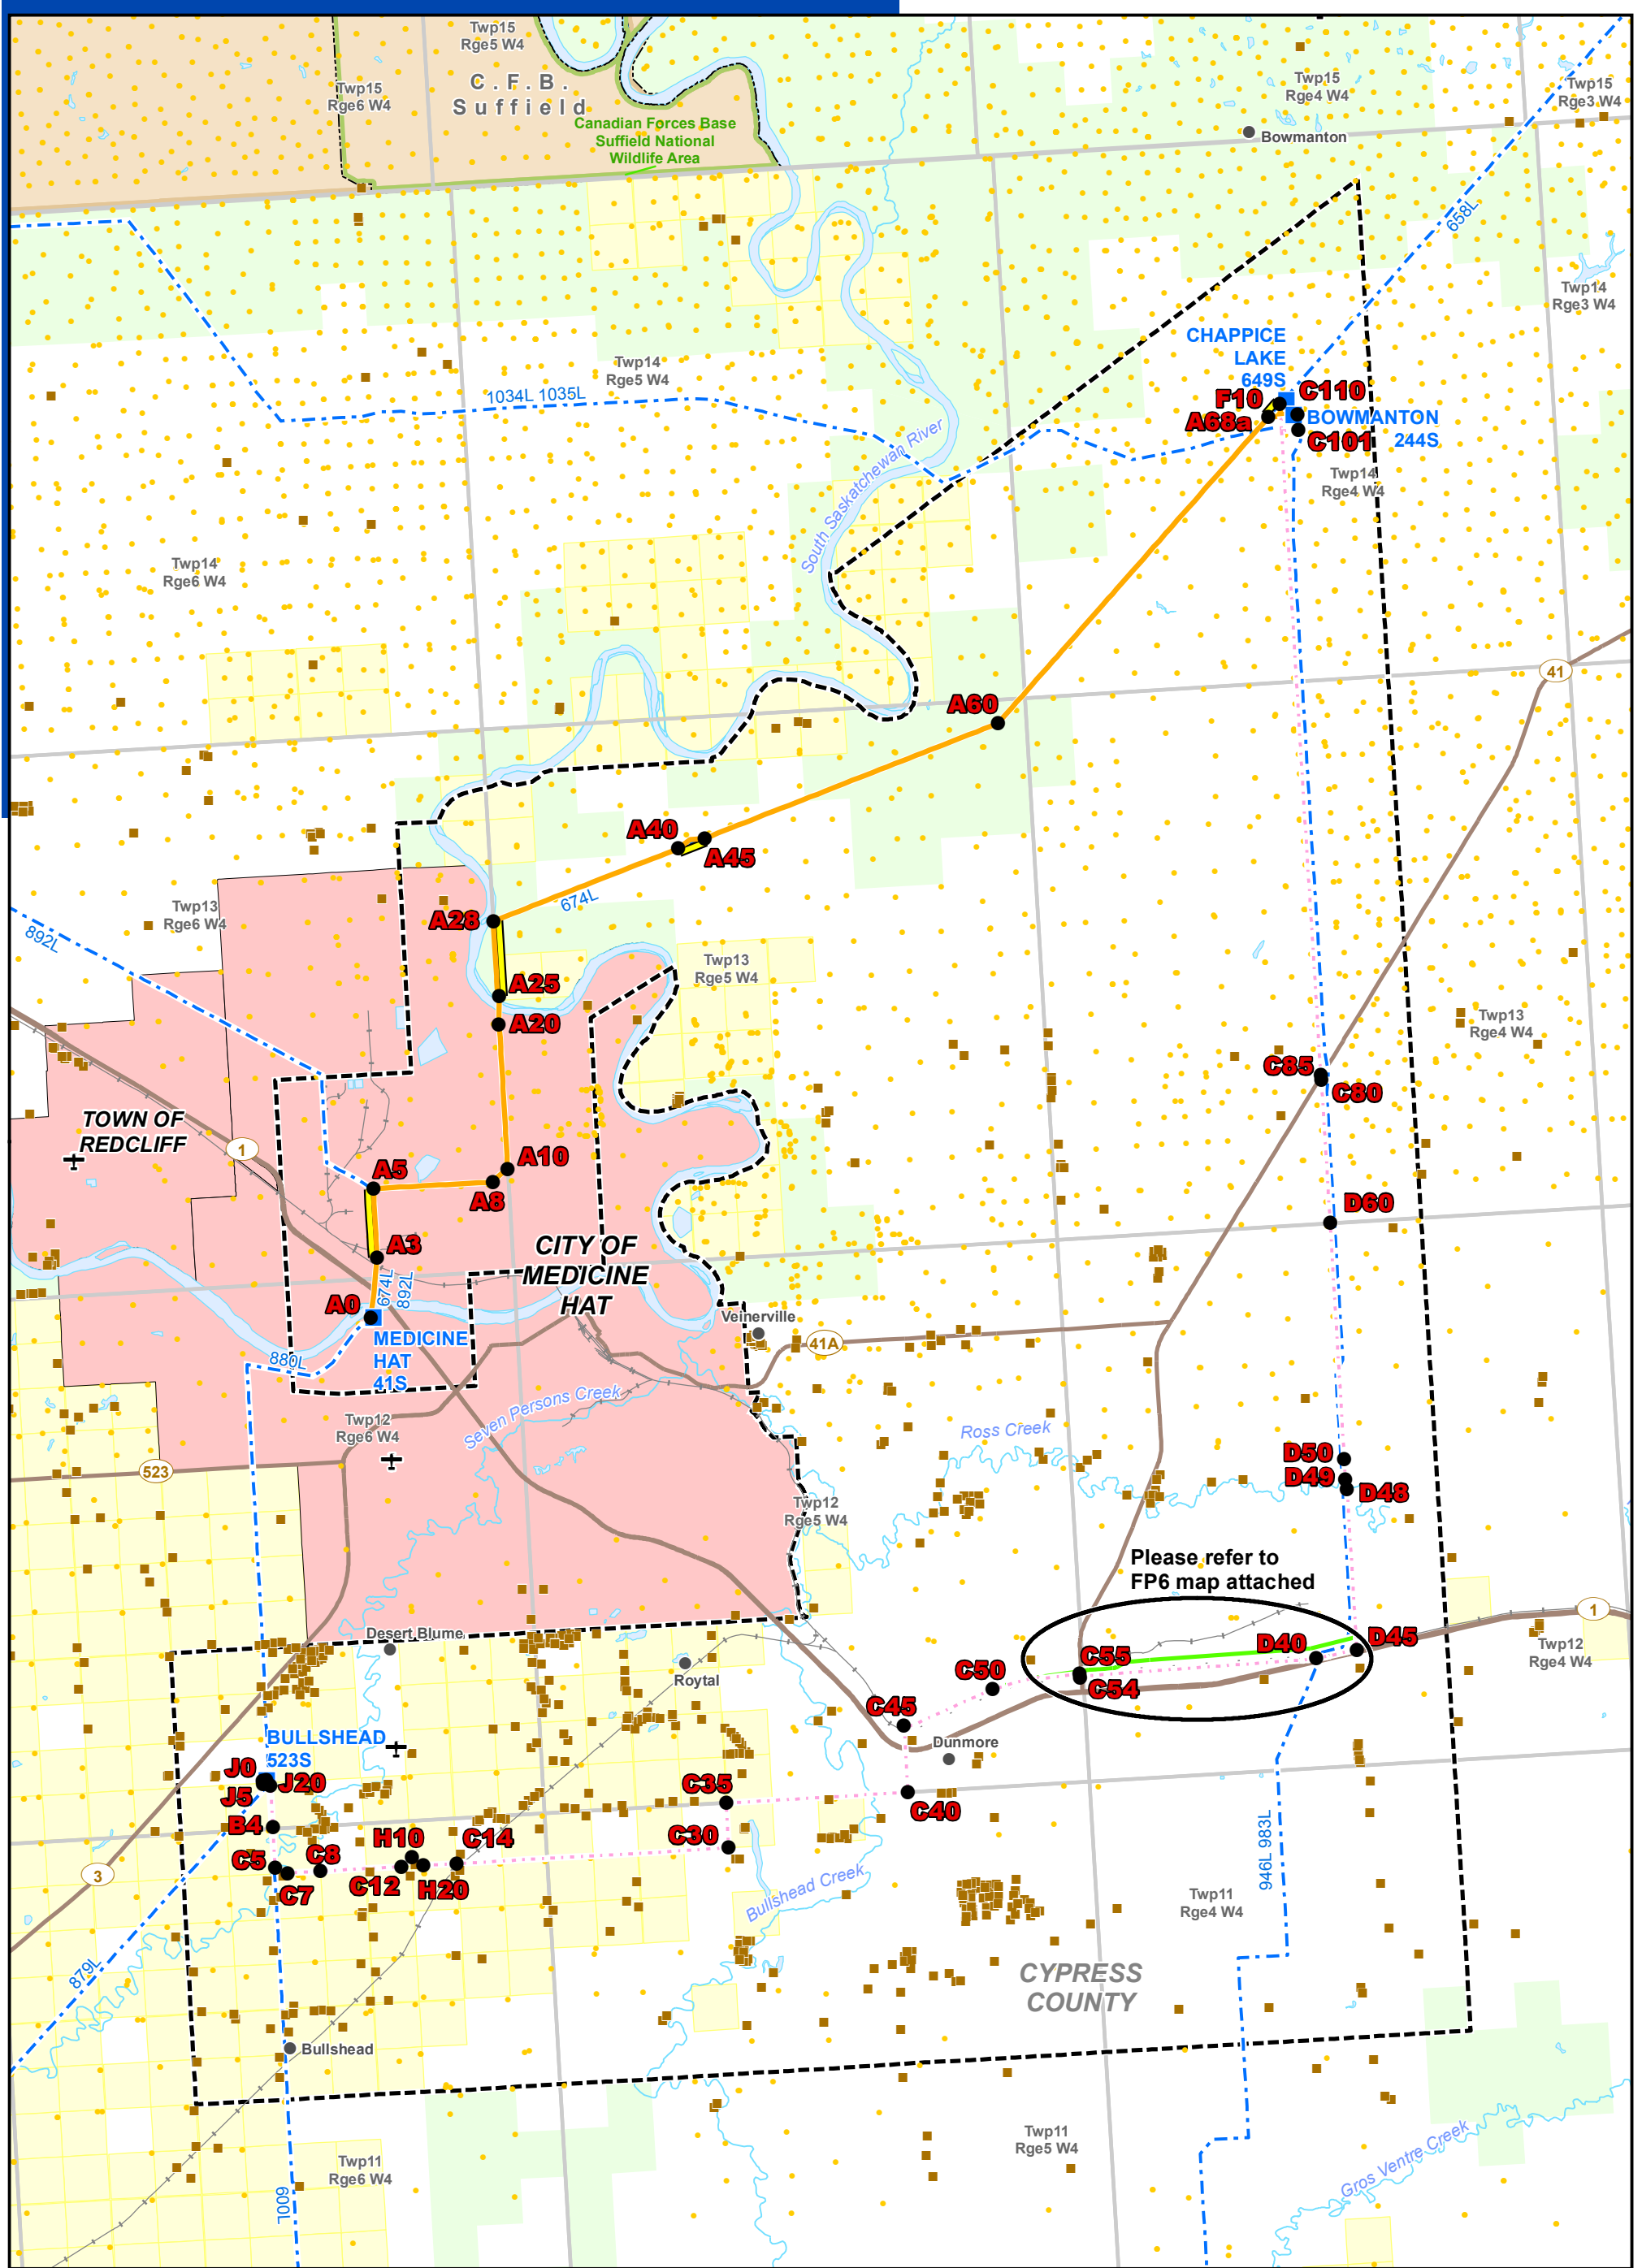 Twp15
Rge5 W4
C.F.B.
Suffield
Twp15
Rge6 W4
Canadian Forces Base
Suffield National
Wildlife Area
Twp15
Rge4 W4
Twp15
Rge3 W4
Bowmanton
658L
Twp14
Rge3 W4
CHAPPICE
LAKE
649S
Twp14
Rge5 W4
1034L 1035L
F10
C110
A68a
BOWMANTON
244S
C101
Twp14
Rge4 W4
South Saskatchewan River
Twp14
Rge6 W4
41
A60
A40
A45
674L
A28
Twp13
Rge6 W4
892L
Twp13
Rge5 W4
A25
A20
Twp13
Rge4 W4
C85
C80
TOWN OF
REDCLIFF
1
A5
A10
A8
D60
A3
CITY OF
MEDICINE
HAT
674L
892L
A0
MEDICINE
HAT
41S
Veinerville
41A
880L
Seven Persons Creek
Twp12
Rge6 W4
Ross Creek
523
D50
D49
D48
Twp12
Rge5 W4
Please refer to
FP6 map attached
1
Desert Blume
D40
D45
Twp12
Rge4 W4
Roytal
C55
C54
C50
C45
BULLSHEAD
523S
Dunmore
J0
J20
J5
C35
C40
B4
H10
C14
C30
C5
C8
C7
C12
H20
3
Bullshead Creek
946L 983L
Twp11
Rge4 W4
879L
CYPRESS
COUNTY
Bullshead
Twp11
Rge5 W4
Twp11
Rge6 W4
600L
Gros Ventre Creek